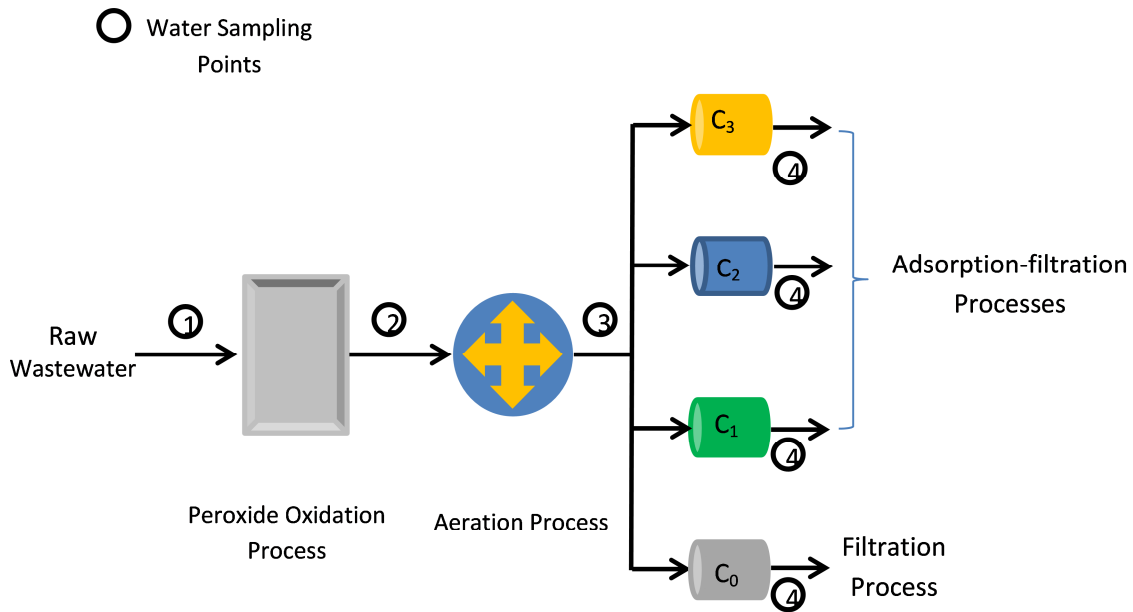 Water Sampling
Points
C₃
4
C₂
4
Adsorption-filtration
Processes
1
2
3
Raw
Wastewater
C₁
4
Peroxide Oxidation
Process
Aeration Process
C₀
4
Filtration
Process